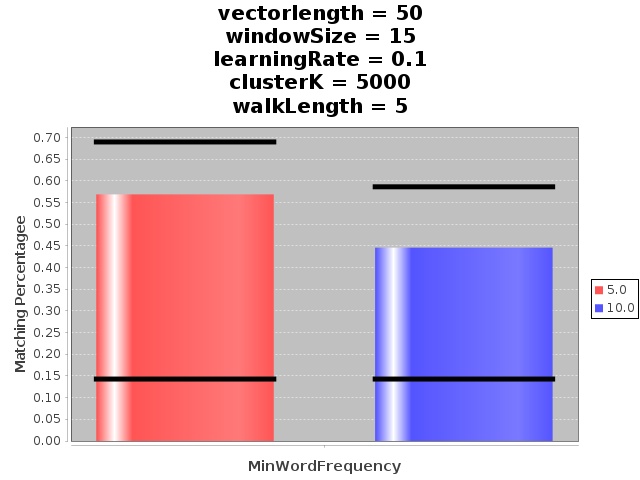 vectorlength = 50
windowSize = 15
learningRate = 0.1
clusterK = 5000
walkLength = 5
0.70
0.65
0.60
0.55
0.50
0.45
0.40
0.35
0.30
0.25
0.20
0.15
0.10
0.05
0.00
Matching Percentagee
MinWordFrequency
5.0
10.0